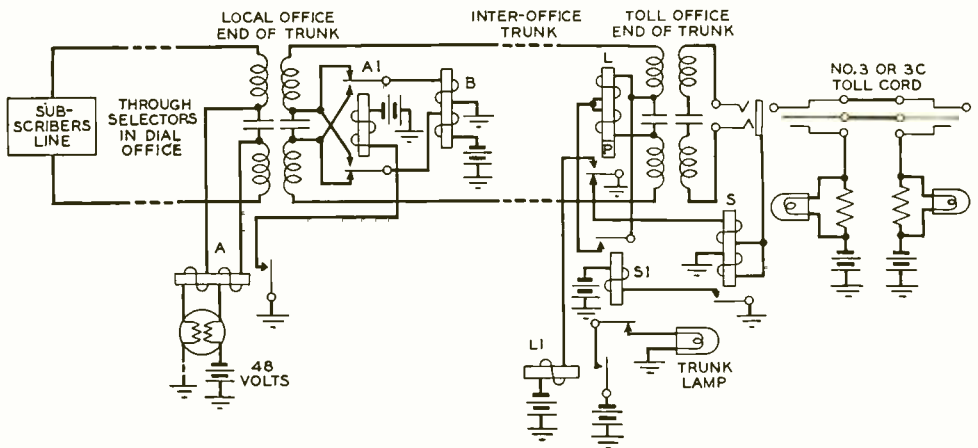 LOCAL OFFICE
END OF TRUNK
INTER-OFFICE
TRUNK
TOLL OFFICE
END OF TRUNK
NO.3 OR 3C
TOLL CORD
SUB-
SCRIBERS
LINE
THROUGH
SELECTORS
IN DIAL
OFFICE
A1
B
L
P
A
S
S1
L1
48
VOLTS
TRUNK
LAMP